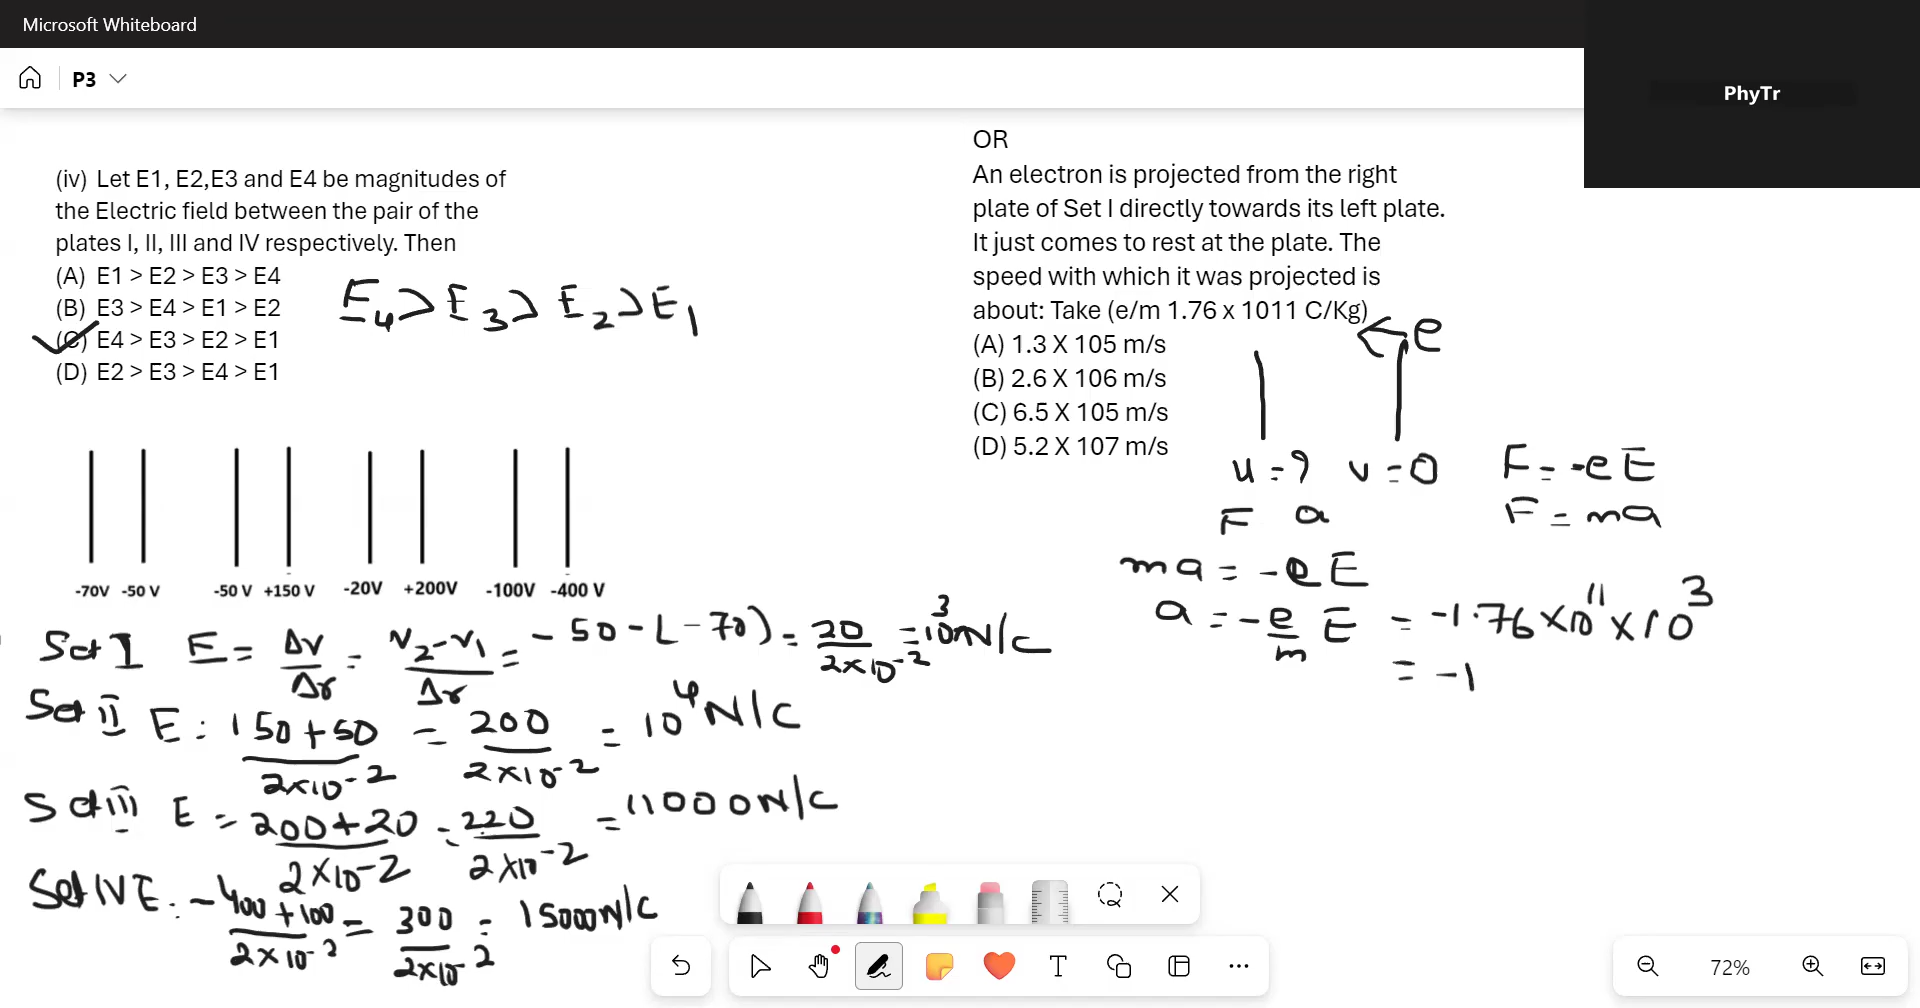 Microsoft Whiteboard
P3
PhyTr
(iv) Let E1, E2,E3 and E4 be magnitudes of
the Electric field between the pair of the
plates I, II, III and IV respectively. Then
(A) E1 > E2 > E3 > E4
(B) E3 > E4 > E1 > E2
(C) E4 > E3 > E2 > E1
(D) E2 > E3 > E4 > E1
E4 > E3 > E2 > E1
-70V -50 V -50 V +150 V -20V +200V -100V -400 V
Set I E = Δv/Δr = V2-V1/Δr = -50-(-70) = 20/2×10^-2 = 10^3 N/C
Set II E = 150+50/2×10^-2 = 200/2×10^-2 = 10^4 N/C
Set III E = 200+20/2×10^-2 = 220/2×10^-2 = 11000 N/C
Set IV E = -400+100/2×10^-2 = 300/2×10^-2 = 15000 N/C
OR
An electron is projected from the right
plate of Set I directly towards its left plate.
It just comes to rest at the plate. The
speed with which it was projected is
about: Take (e/m 1.76 x 1011 C/Kg)
(A) 1.3 X 105 m/s
(B) 2.6 X 106 m/s
(C) 6.5 X 105 m/s
(D) 5.2 X 107 m/s
e
u = ? v = 0 F = -eE
F a F = ma
ma = -eE
a = -e/m E = -1.76×10^11×10^3
= -1
72%